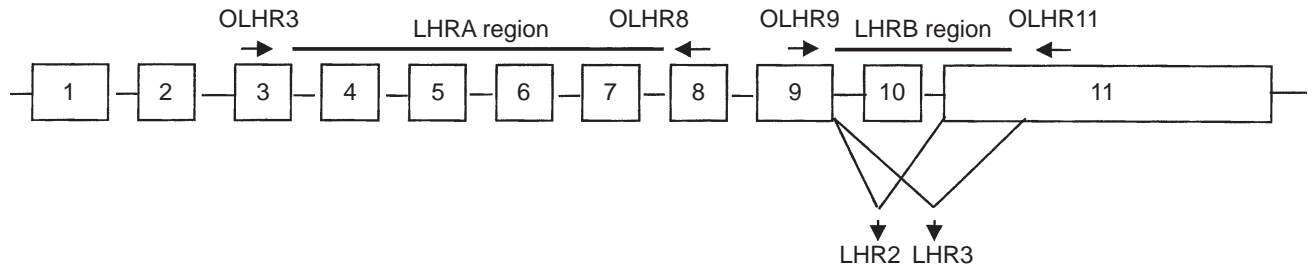 OLHR3 LHRA region OLHR8 OLHR9 LHRB region OLHR11
1 2 3 4 5 6 7 8 9 10 11
LHR2 LHR3